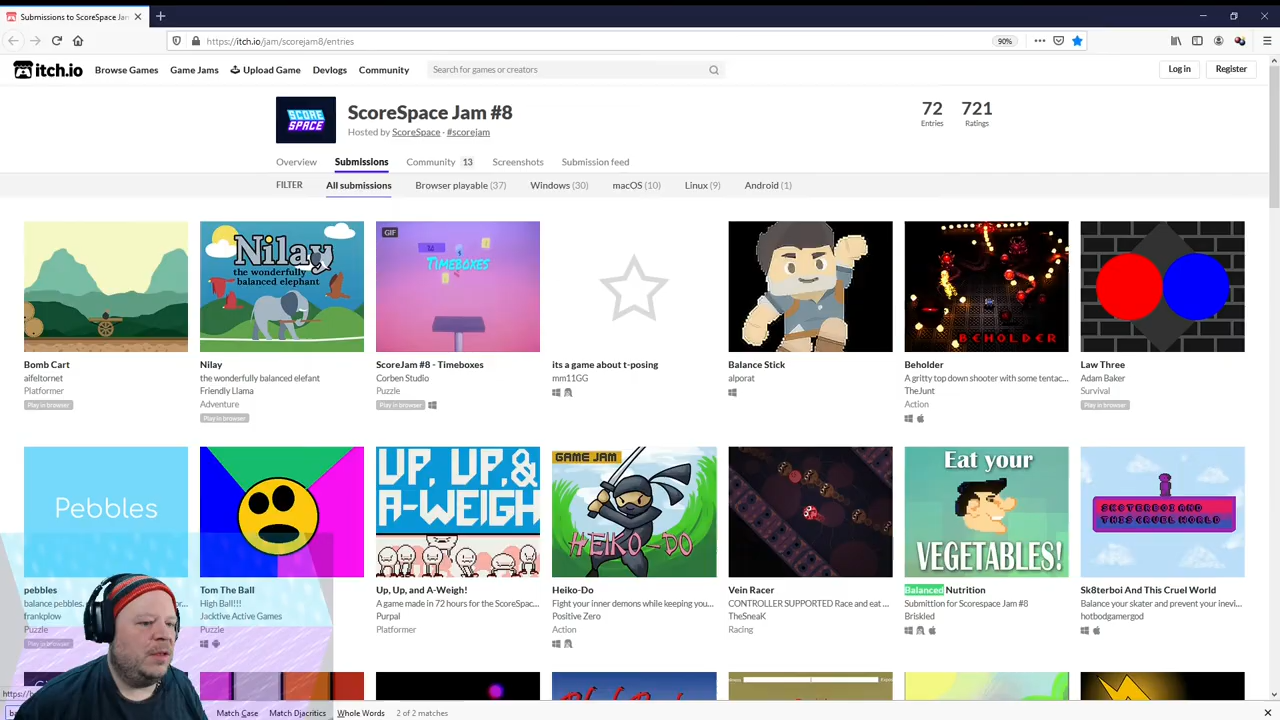 Submissions to ScoreSpace Jam
https://itch.io/jam/scorejam8/entries
90%
itch.io
Browse Games
Game Jams
Upload Game
Devlogs
Community
Search for games or creators
Log in
Register
SCORE
SPACE
ScoreSpace Jam #8
Hosted by ScoreSpace · #scorejam
72
Entries
721
Ratings
Overview
Submissions
Community 13
Screenshots
Submission feed
FILTER
All submissions
Browser playable (37)
Windows (30)
macOS (10)
Linux (9)
Android (1)
Nilay
the wonderfully
balanced elephant
GIF
TIMEBOXES
BEHOLDER
Bomb Cart
aifeltornet
Platformer
Play in browser
Nilay
the wonderfully balanced elefant
Friendly Llama
Adventure
Play in browser
ScoreJam #8 - Timeboxes
Corben Studio
Puzzle
Play in browser
its a game about t-posing
mm11GG
Balance Stick
alporat
Beholder
A gritty top down shooter with some tentac...
TheJunt
Action
Law Three
Adam Baker
Survival
Play in browser
Pebbles
UP, UP, &
A-WEIGH
GAME JAM
HEIKO-DO
Eat your
VEGETABLES!
SK8TERBOI AND
THIS CRUEL WORLD
pebbles
balance pebbles.
frankplow
Puzzle
Play in browser
Tom The Ball
High Ball!!!
Jacktive Active Games
Puzzle
Up, Up, and A-Weigh!
A game made in 72 hours for the ScoreSpac...
Purpal
Platformer
Heiko-Do
Fight your inner demons while keeping you...
Positive Zero
Action
Vein Racer
CONTROLLER SUPPORTED Race and eat ...
TheSneaK
Racing
Balanced Nutrition
Submittion for Scorespace Jam #8
Briskled
Sk8terboi And This Cruel World
Balance your skater and prevent your inevi...
hotbodgamergod
Match Case
Match Diacritics
Whole Words
2 of 2 matches